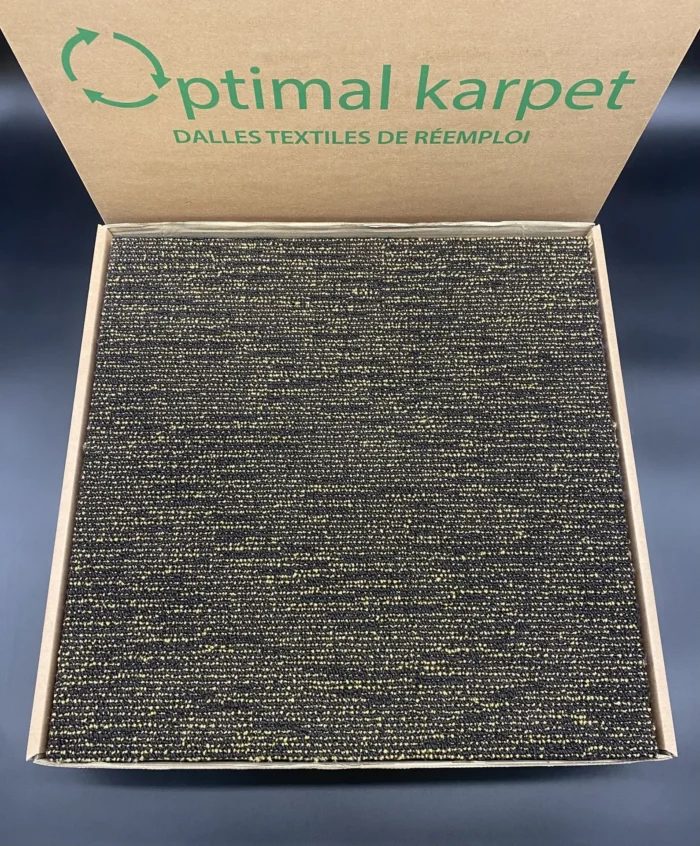 Optimal karpet
DALLES TEXTILES DE RÉEMPLOI